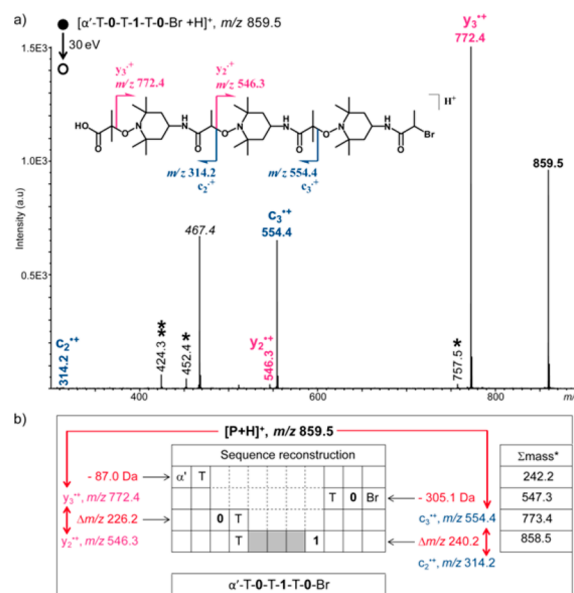 a)
[α'-T-0-T-1-T-0-Br +H]⁺, m/z 859.5
30 eV
y₃•⁺
772.4
1.5E3
y₃•⁺
m/z 772.4
y₂•⁺
m/z 546.3
H⁺
HO
O
O
N
NH
O
O
N
NH
O
O
N
NH
O
Br
m/z 314.2
c₂•⁺
m/z 554.4
c₃•⁺
1.0E3
859.5
Intensity (a.u)
467.4
c₃•⁺
554.4
0.5E3
c₂•⁺
314.2
424.3 **
452.4 *
y₂•⁺
546.3
757.5 *
400
600
800
b)
[P+H]⁺, m/z 859.5
Sequence reconstruction
Σmass*
- 87.0 Da
α' T
242.2
y₃•⁺, m/z 772.4
T 0 Br
- 305.1 Da
547.3
Δm/z 226.2
0 T
c₃•⁺, m/z 554.4
773.4
y₂•⁺, m/z 546.3
T 1
Δm/z 240.2
858.5
c₂•⁺, m/z 314.2
α'-T-0-T-1-T-0-Br